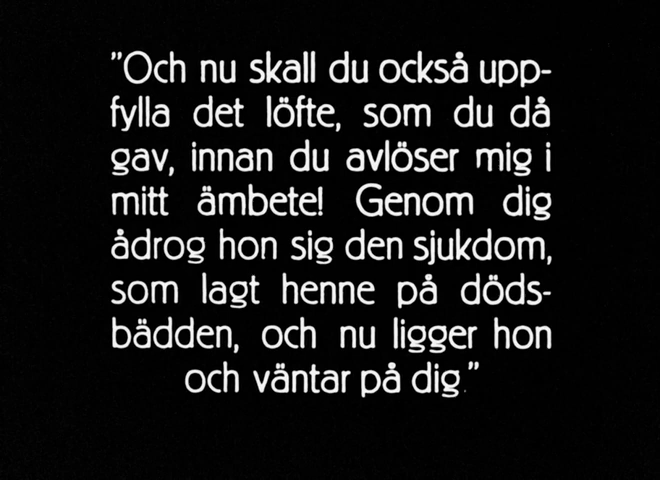 ”Och nu skall du också upp-
fylla det löfte, som du då
gav, innan du avlöser mig i
mitt ämbete! Genom dig
ådrog hon sig den sjukdom,
som lagt henne på döds-
bädden, och nu ligger hon
och väntar på dig.”